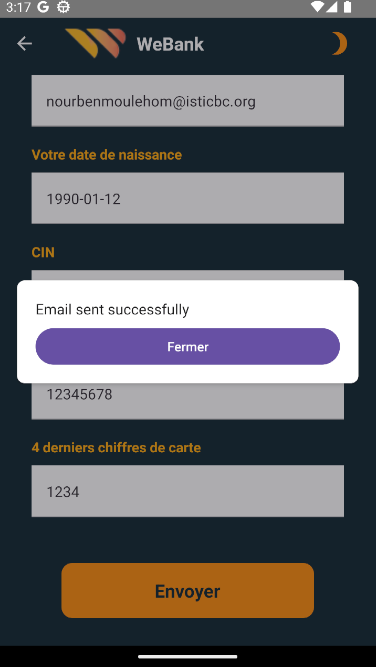 3:17 G
WeBank
nourbenmoulehom@isticbc.org
Votre date de naissance
1990-01-12
CIN
Email sent successfully
Fermer
12345678
4 derniers chiffres de carte
1234
Envoyer